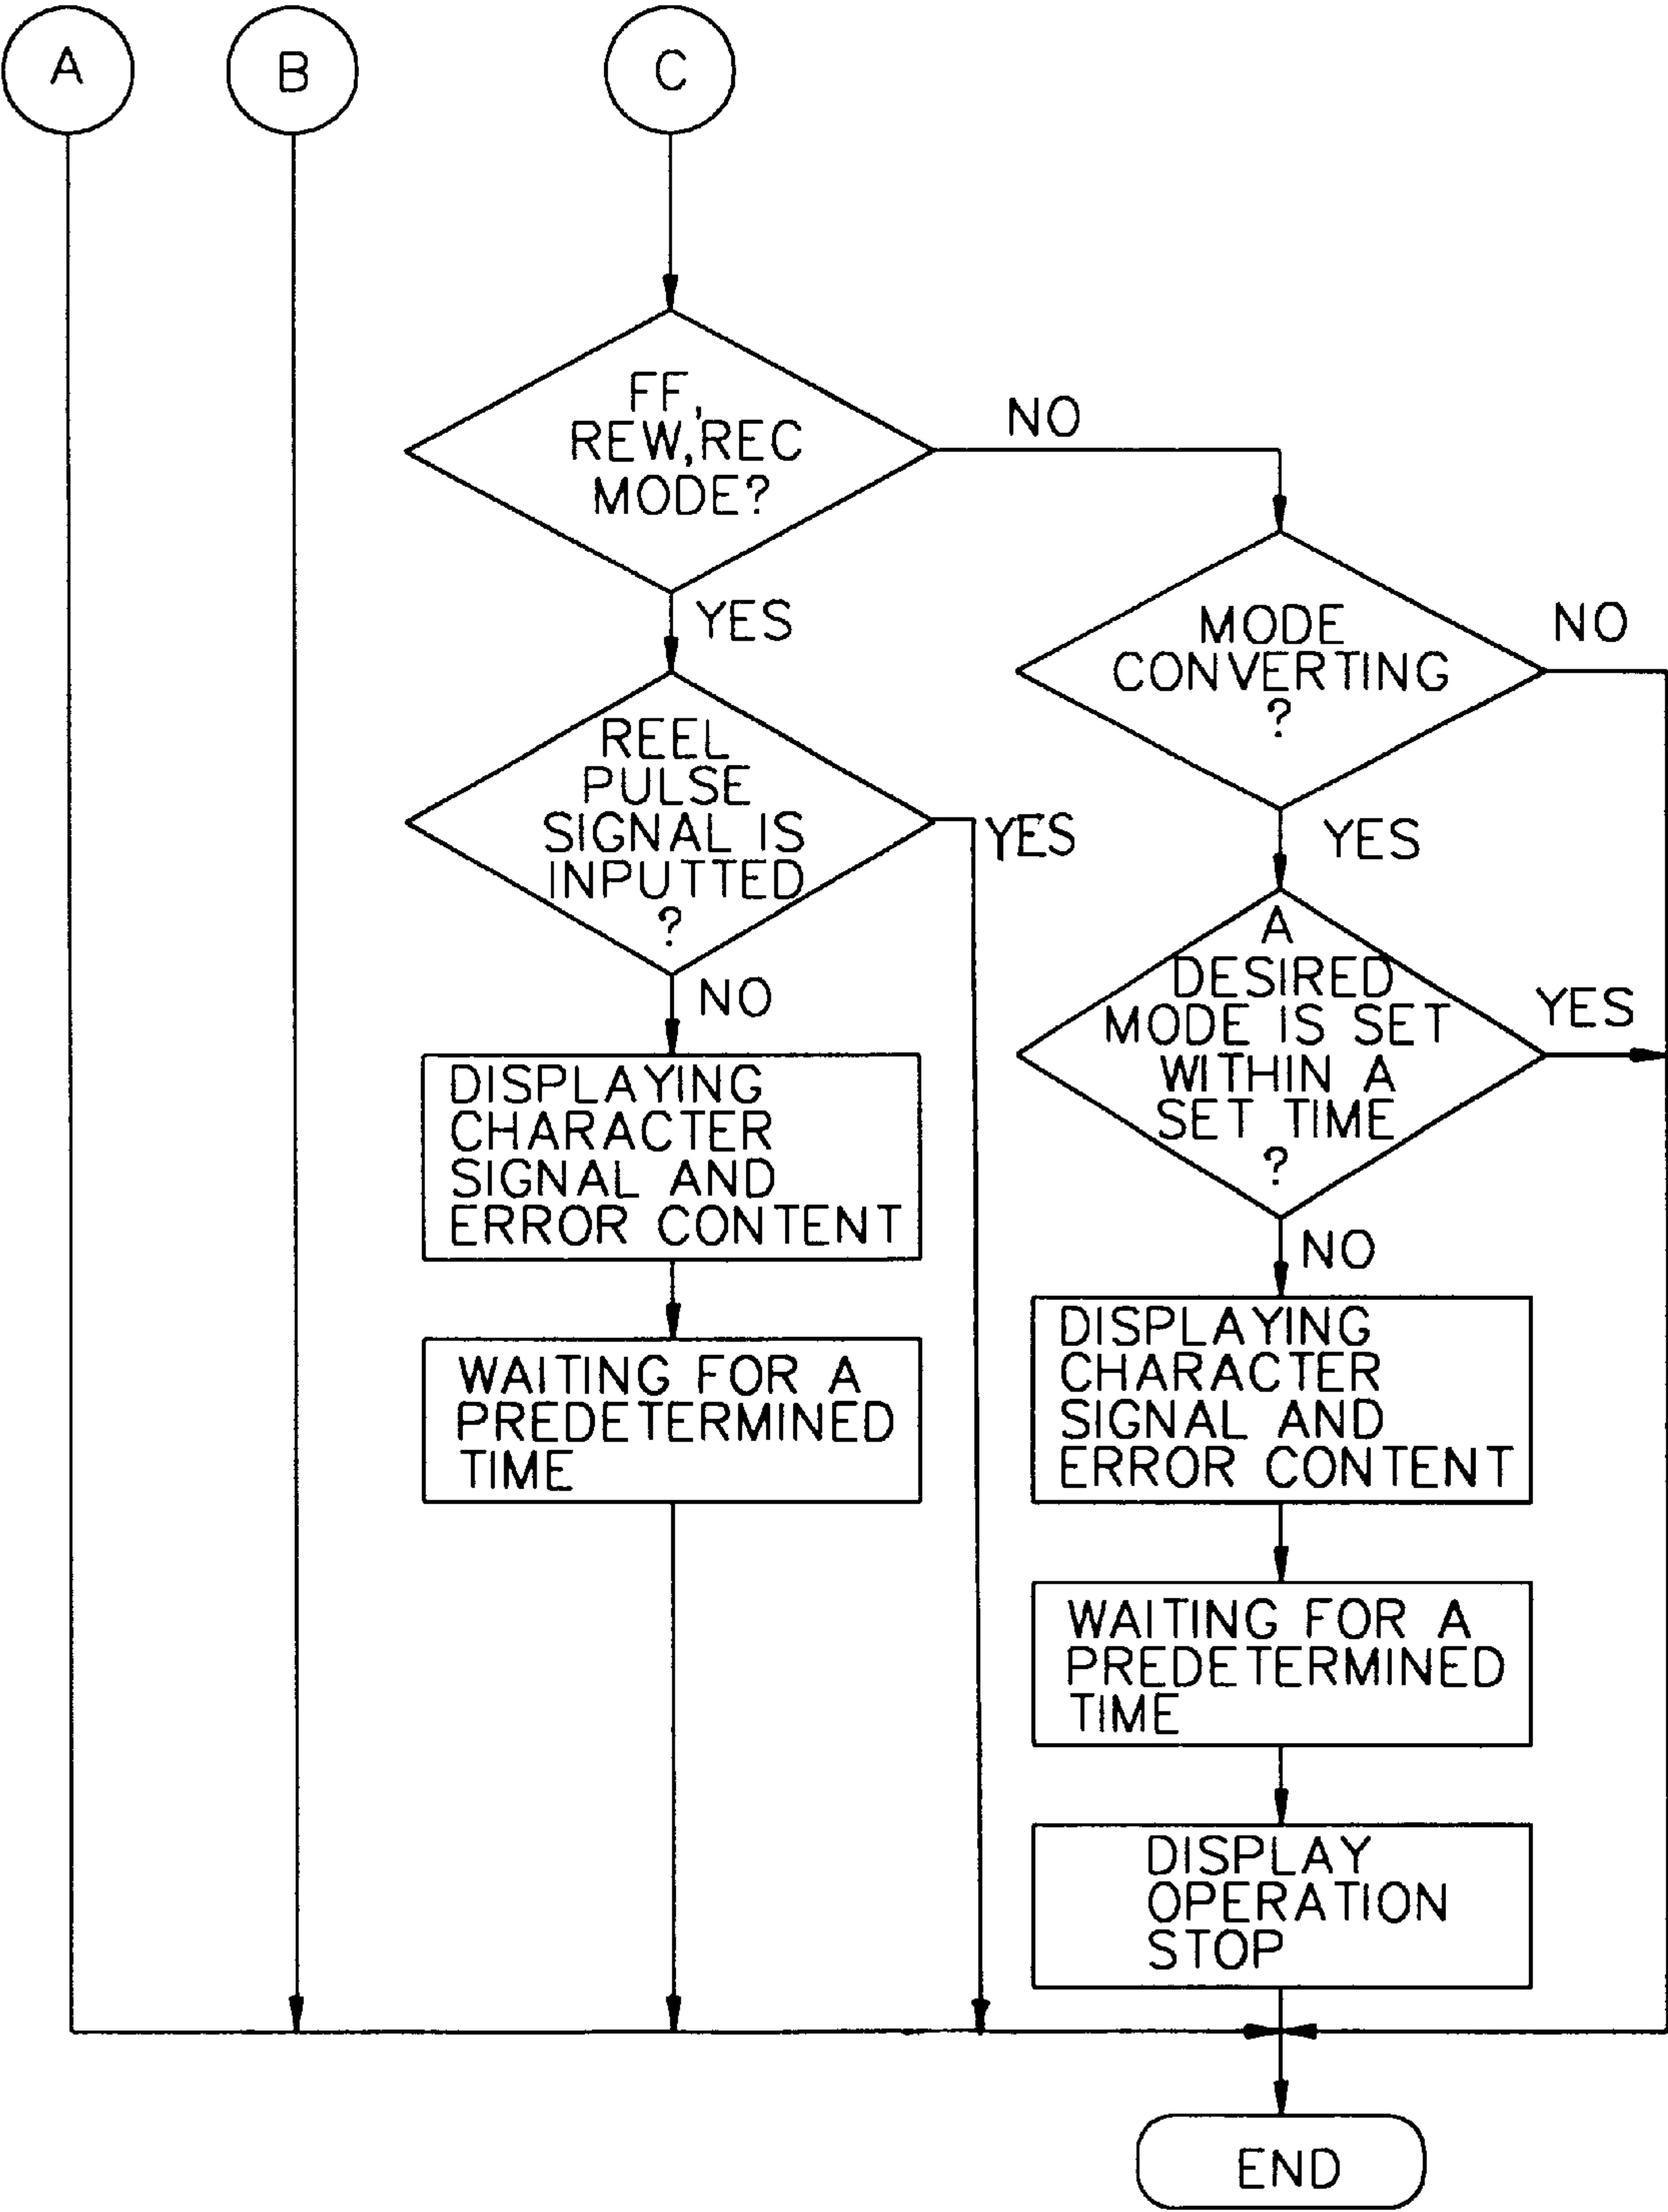 A
B
C
FF,
REW,REC
MODE?
NO
YES
MODE
CONVERTING
?
NO
REEL
PULSE
SIGNAL IS
INPUTTED
?
YES
YES
NO
A
DESIRED
MODE IS SET
WITHIN A
SET TIME
?
YES
NO
DISPLAYING
CHARACTER
SIGNAL AND
ERROR CONTENT
WAITING FOR A
PREDETERMINED
TIME
DISPLAYING
CHARACTER
SIGNAL AND
ERROR CONTENT
WAITING FOR A
PREDETERMINED
TIME
DISPLAY
OPERATION
STOP
END